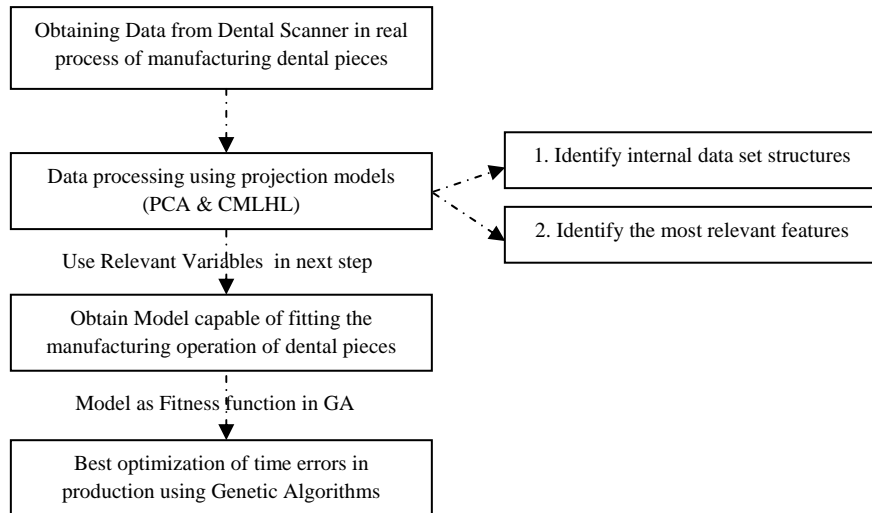 Obtaining Data from Dental Scanner in real
process of manufacturing dental pieces
Data processing using projection models
(PCA & CMLHL)
1. Identify internal data set structures
2. Identify the most relevant features
Use Relevant Variables in next step
Obtain Model capable of fitting the
manufacturing operation of dental pieces
Model as Fitness function in GA
Best optimization of time errors in
production using Genetic Algorithms